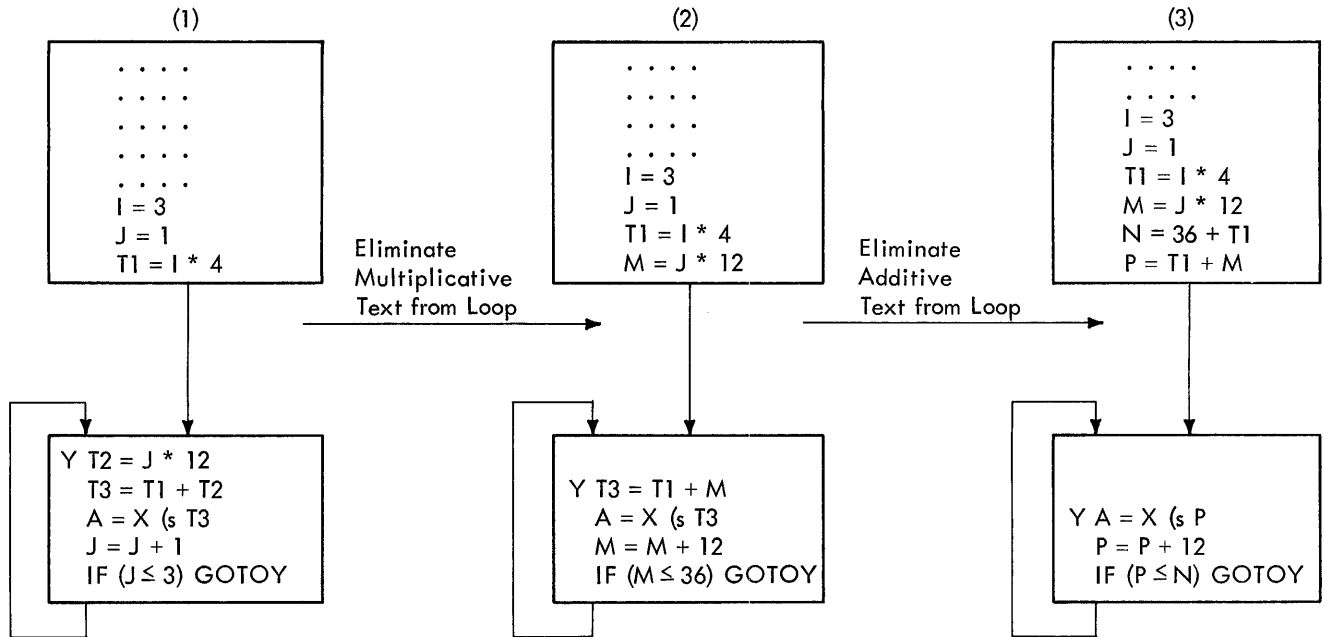 (1)
. . . .
. . . .
. . . .
. . . .
. . . .
I = 3
J = 1
T1 = I * 4
Eliminate
Multiplicative
Text from Loop
(2)
. . . .
. . . .
. . . .
. . . .
I = 3
J = 1
T1 = I * 4
M = J * 12
Eliminate
Additive
Text from Loop
(3)
. . . .
. . . .
I = 3
J = 1
T1 = I * 4
M = J * 12
N = 36 + T1
P = T1 + M
Y T2 = J * 12
T3 = T1 + T2
A = X (s T3
J = J + 1
IF (J ≤ 3) GOTOY
Y T3 = T1 + M
A = X (s T3
M = M + 12
IF (M ≤ 36) GOTOY
Y A = X (s P
P = P + 12
IF (P ≤ N) GOTOY